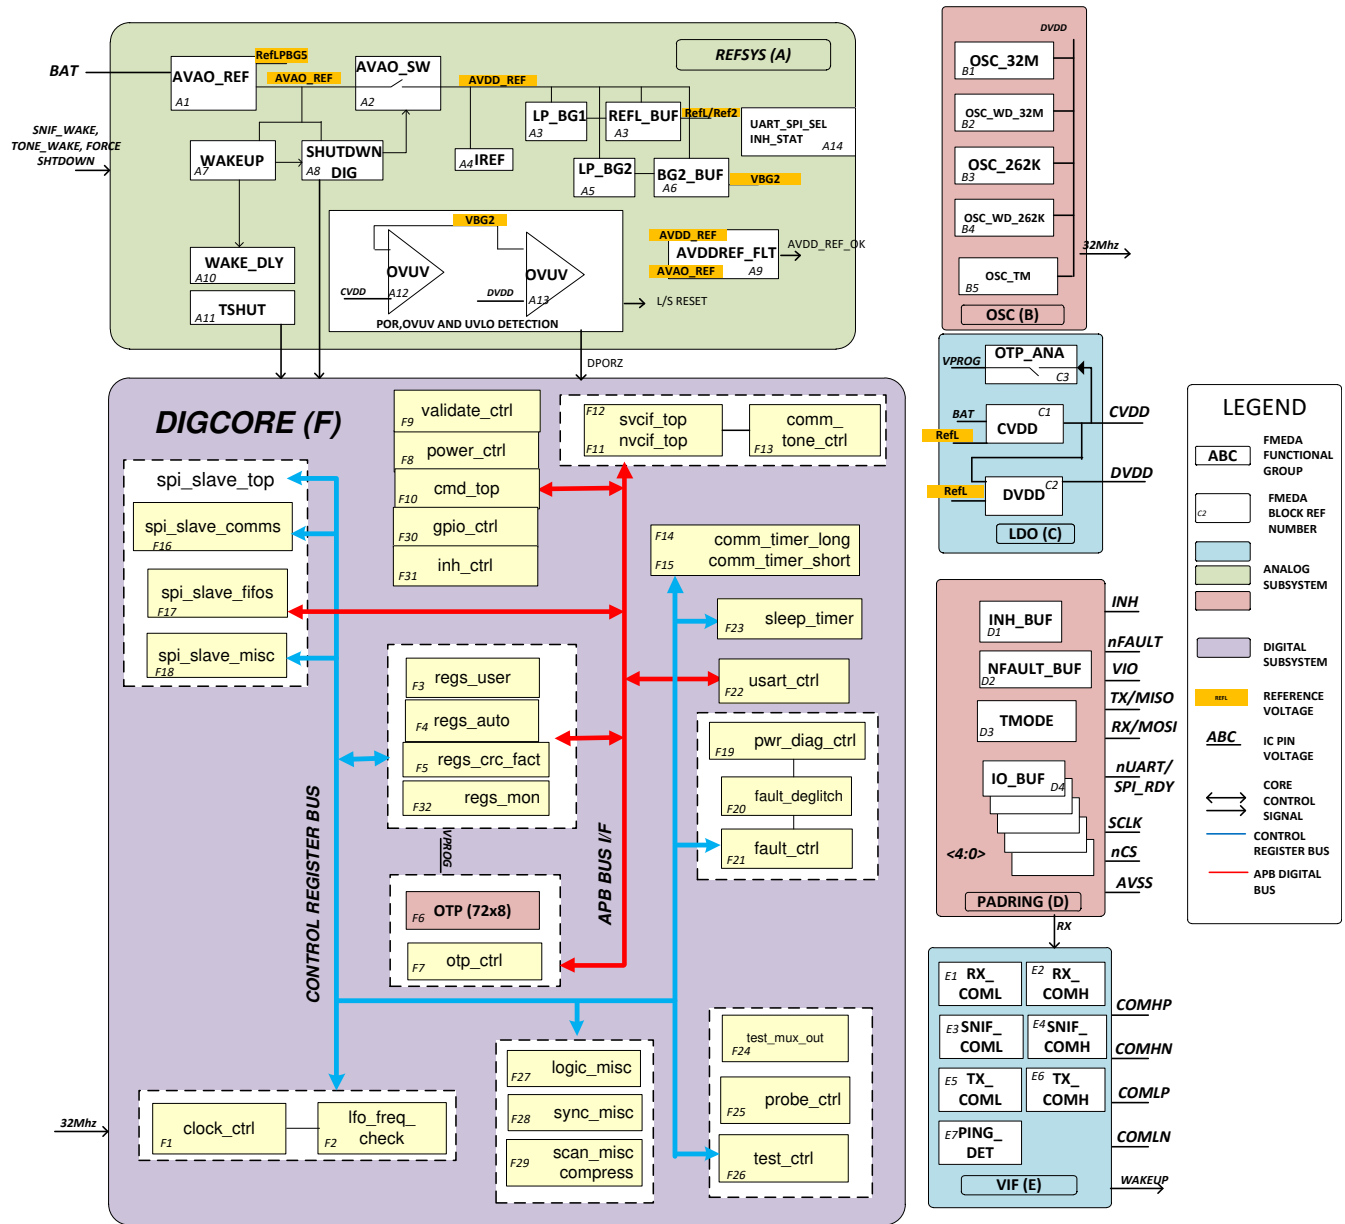 REFSYS (A)
BAT
SNIF_WAKE,
TONE_WAKE, FORCE
SHTDOWN
AVAO_REF
A1
RefLPBG5
AVAO_REF
AVAO_SW
A2
AVDD_REF
LP_BG1
A3
REFL_BUF
A3
RefL/Ref2
UART_SPI_SEL
INH_STAT
A14
WAKEUP
A7
SHUTDWN
DIG
A8
IREF
A4
LP_BG2
A5
BG2_BUF
A6
VBG2
WAKE_DLY
A10
TSHUT
A11
VBG2
OVUV
A12
CVDD
OVUV
A13
DVDD
POR,OVUV AND UVLO DETECTION
AVDD_REF
AVDDREF_FLT
AVAO_REF
A9
AVDD_REF_OK
L/S RESET
DPORZ
DIGCORE (F)
validate_ctrl
F9
power_ctrl
F8
cmd_top
F10
gpio_ctrl
F30
inh_ctrl
F31
F12
svcif_top
nvcif_top
F11
comm_
tone_ctrl
F13
spi_slave_top
spi_slave_comms
F16
spi_slave_fifos
F17
spi_slave_misc
F18
F14
comm_timer_long
F15
comm_timer_short
sleep_timer
F23
usart_ctrl
F22
regs_user
F3
regs_auto
F4
regs_crc_fact
F5
regs_mon
F32
pwr_diag_ctrl
F19
fault_deglitch
F20
fault_ctrl
F21
VPROG
OTP (72x8)
F6
otp_ctrl
F7
CONTROL REGISTER BUS
APB BUS I/F
logic_misc
F27
sync_misc
F28
scan_misc
compress
F29
test_mux_out
F24
probe_ctrl
F25
test_ctrl
F26
32Mhz
clock_ctrl
F1
lfo_freq_
check
F2
DVDD
OSC_32M
B1
OSC_WD_32M
B2
OSC_262K
B3
OSC_WD_262K
B4
OSC_TM
B5
OSC (B)
32Mhz
VPROG
OTP_ANA
C3
BAT
RefL
C1
CVDD
CVDD
RefL
C2
DVDD
DVDD
LDO (C)
INH_BUF
D1
NFAULT_BUF
D2
TMODE
D3
IO_BUF
D4
<4:0>
PADRING (D)
INH
nFAULT
VIO
TX/MISO
RX/MOSI
nUART/
SPI_RDY
SCLK
nCS
AVSS
RX
E1 RX_
COML
E2 RX_
COMH
E3 SNIF_
COML
E4 SNIF_
COMH
E5 TX_
COML
E6 TX_
COMH
E7 PING_
DET
VIF (E)
COMHP
COMHN
COMLP
COMLN
WAKEUP
LEGEND
ABC
FMEDA
FUNCTIONAL
GROUP
C2
FMEDA
BLOCK REF
NUMBER
ANALOG
SUBSYSTEM
DIGITAL
SUBSYSTEM
REFL
REFERENCE
VOLTAGE
ABC
IC PIN
VOLTAGE
CORE
CONTROL
SIGNAL
CONTROL
REGISTER BUS
APB DIGITAL
BUS